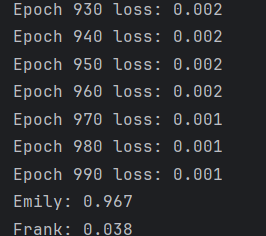 Epoch 930 loss: 0.002
Epoch 940 loss: 0.002
Epoch 950 loss: 0.002
Epoch 960 loss: 0.002
Epoch 970 loss: 0.001
Epoch 980 loss: 0.001
Epoch 990 loss: 0.001
Emily: 0.967
Frank: 0.038